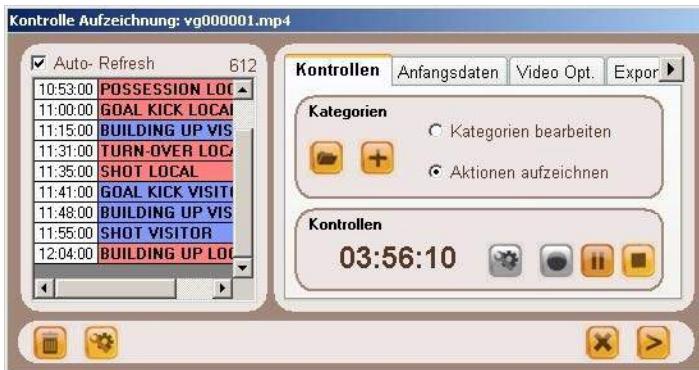 Kontrolle Aufzeichnung: vg000001.mp4
Auto- Refresh 612
10:53:00 POSSESSION LOC
11:00:00 GOAL KICK LOCAL
11:15:00 BUILDING UP VIS
11:31:00 TURN-OVER LOCA
11:35:00 SHOT LOCAL
11:41:00 GOAL KICK VISIT
11:48:00 BUILDING UP VIS
11:55:00 SHOT VISITOR
12:04:00 BUILDING UP LOC
Kontrollen Anfangsdaten Video Opt. Expor
Kategorien
Kategorien bearbeiten
Aktionen aufzeichnen
Kontrollen
03:56:10